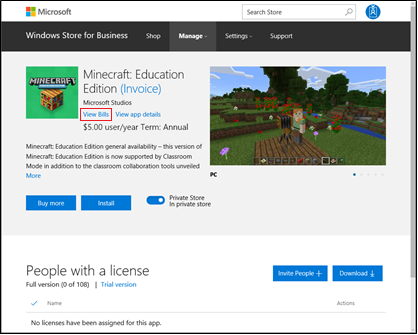 Microsoft
Search Store
Windows Store for Business
Shop
Manage
Settings
Support
MINECRAFT
Minecraft: Education
Edition (Invoice)
Microsoft Studios
View Bills View app details
$5.00 user/year Term: Annual
Minecraft: Education Edition general availability – this version of
Minecraft: Education Edition is now supported by Classroom
Mode in addition to the classroom collaboration tools unveiled
More
PC
Buy more
Install
Private Store
In private store
People with a license
Full version (0 of 108) | Trial version
Invite People +
Download
Name
Actions
No licenses have been assigned for this app.